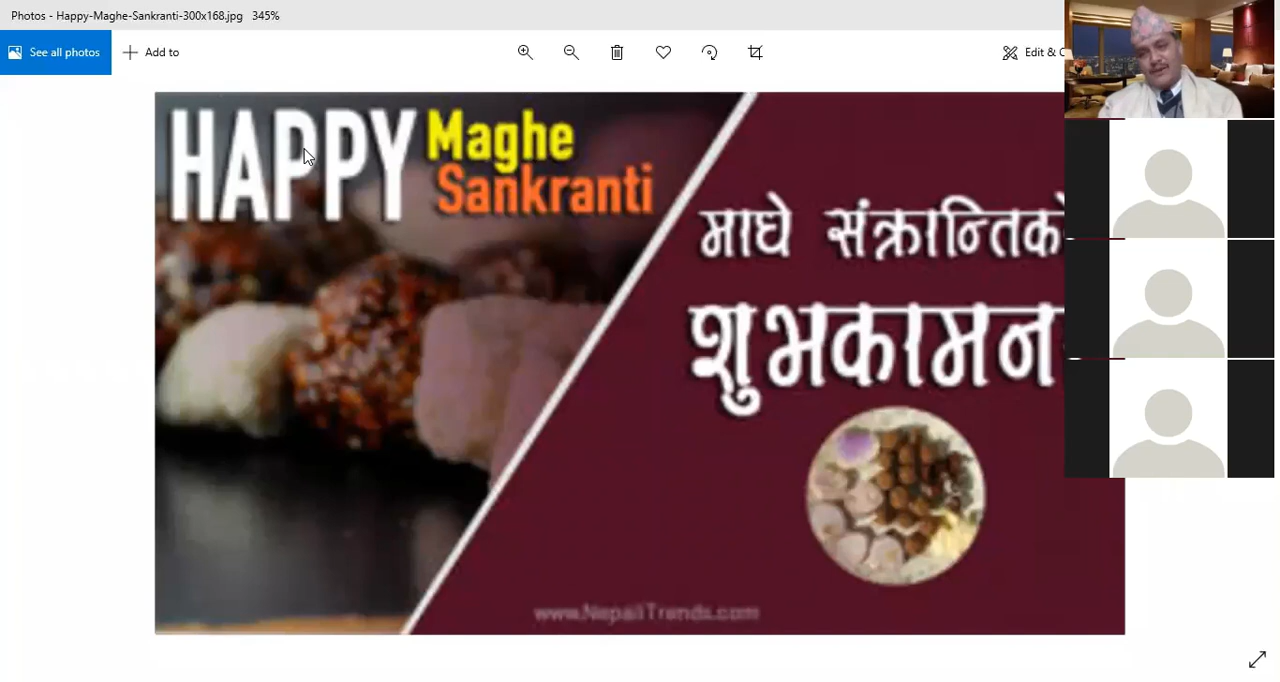 Photos - Happy-Maghe-Sankranti-300x168.jpg 345%
See all photos
Add to
Edit &
HAPPY Maghe
Sankranti
माघे संक्रान्तिक
शुभकामन
www.NepaliTrends.com